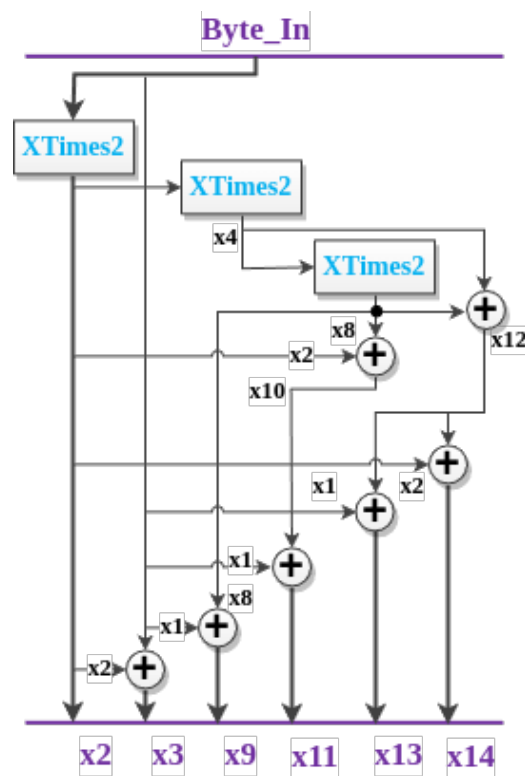 Byte_In
XTimes2
XTimes2
x4
XTimes2
x8
x12
x2
x10
x1
x2
x1
x8
x1
x2
x2 x3 x9 x11 x13 x14